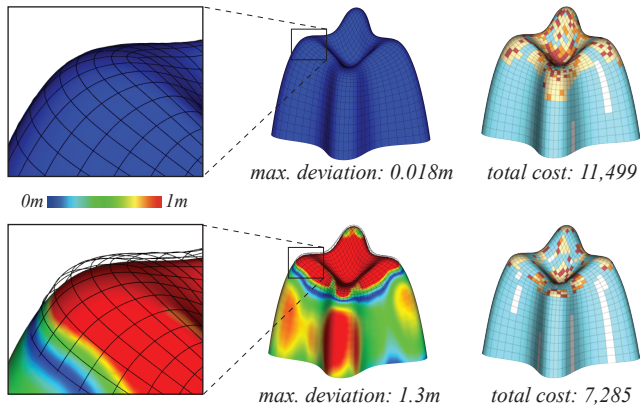 max. deviation: 0.018m
total cost: 11,499
0m 1m
max. deviation: 1.3m
total cost: 7,285